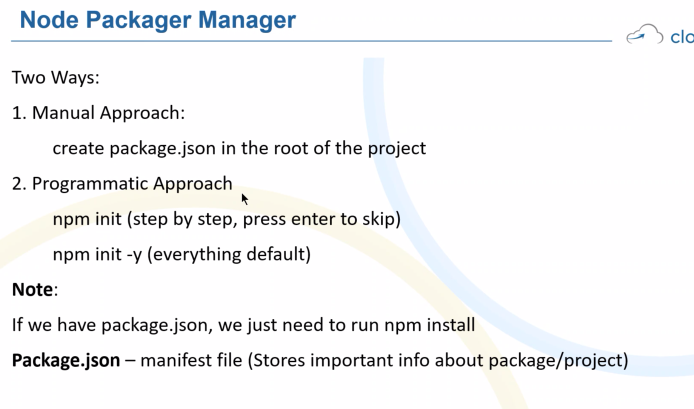 Node Packager Manager
clo
Two Ways:
1. Manual Approach:
create package.json in the root of the project
2. Programmatic Approach
npm init (step by step, press enter to skip)
npm init -y (everything default)
Note:
If we have package.json, we just need to run npm install
Package.json – manifest file (Stores important info about package/project)